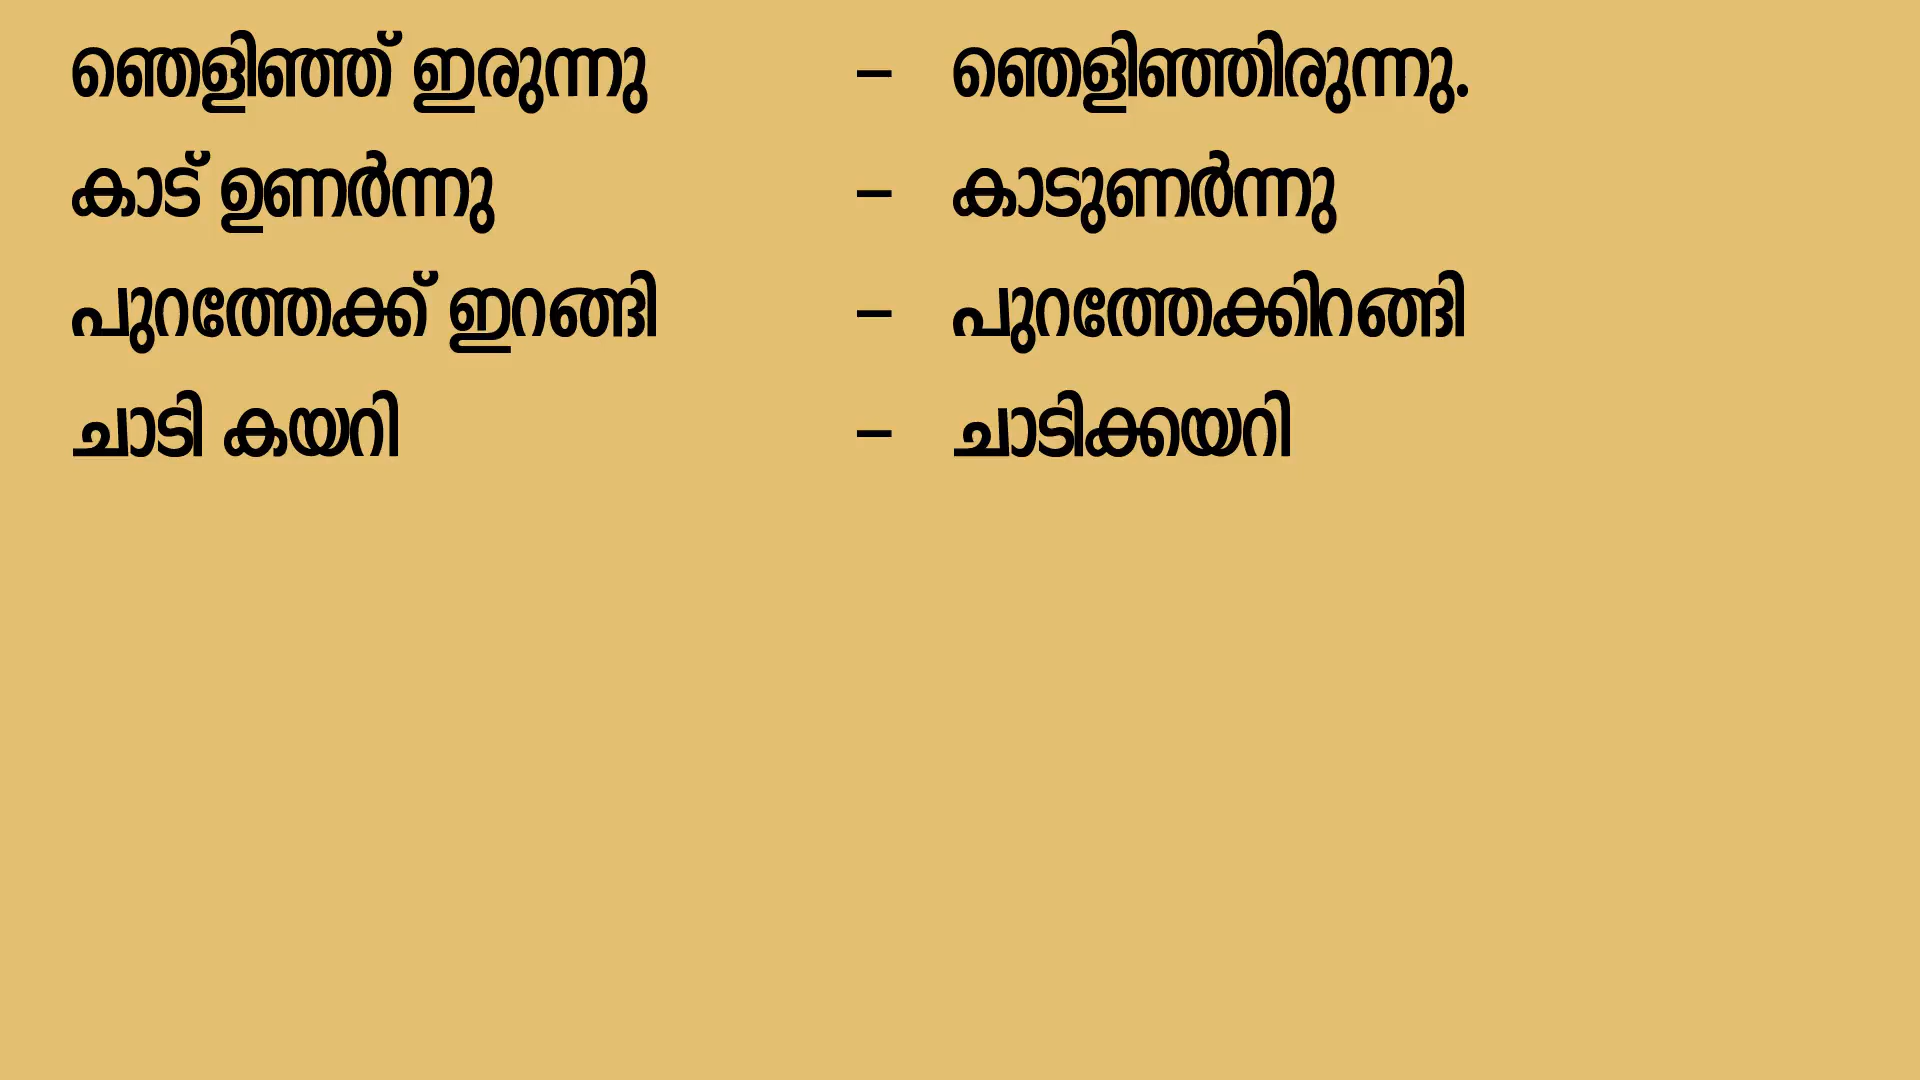 ഞെളിഞ്ഞ് ഇരുന്നു – ഞെളിഞ്ഞിരുന്നു.
കാട് ഉണർന്നു – കാടുണർന്നു
പുറത്തേക്ക് ഇറങ്ങി – പുറത്തേക്കിറങ്ങി
ചാടി കയറി – ചാടിക്കയറി